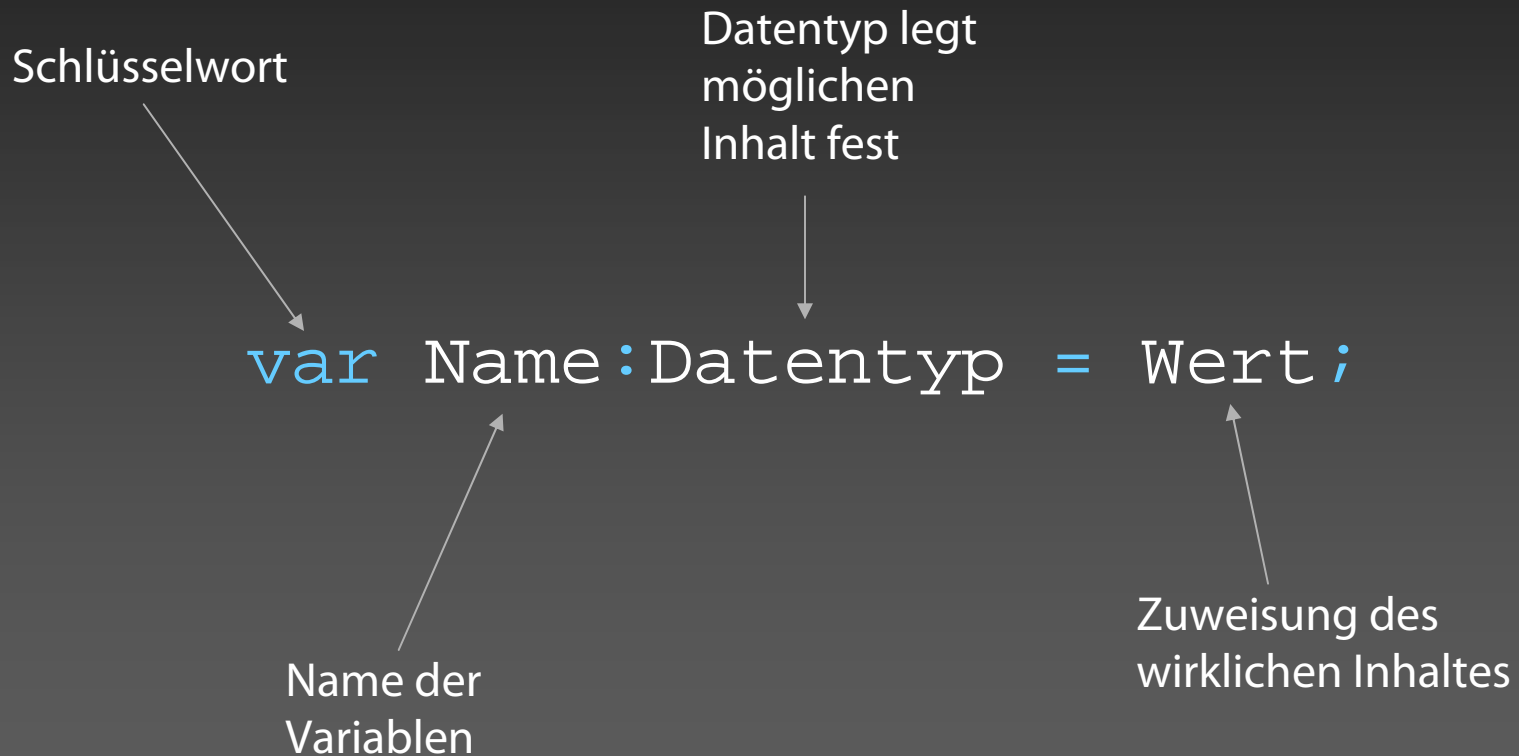 Schlüsselwort
Datentyp legt
möglichen
Inhalt fest
var Name:Datentyp = Wert;
Name der
Variablen
Zuweisung des
wirklichen Inhaltes